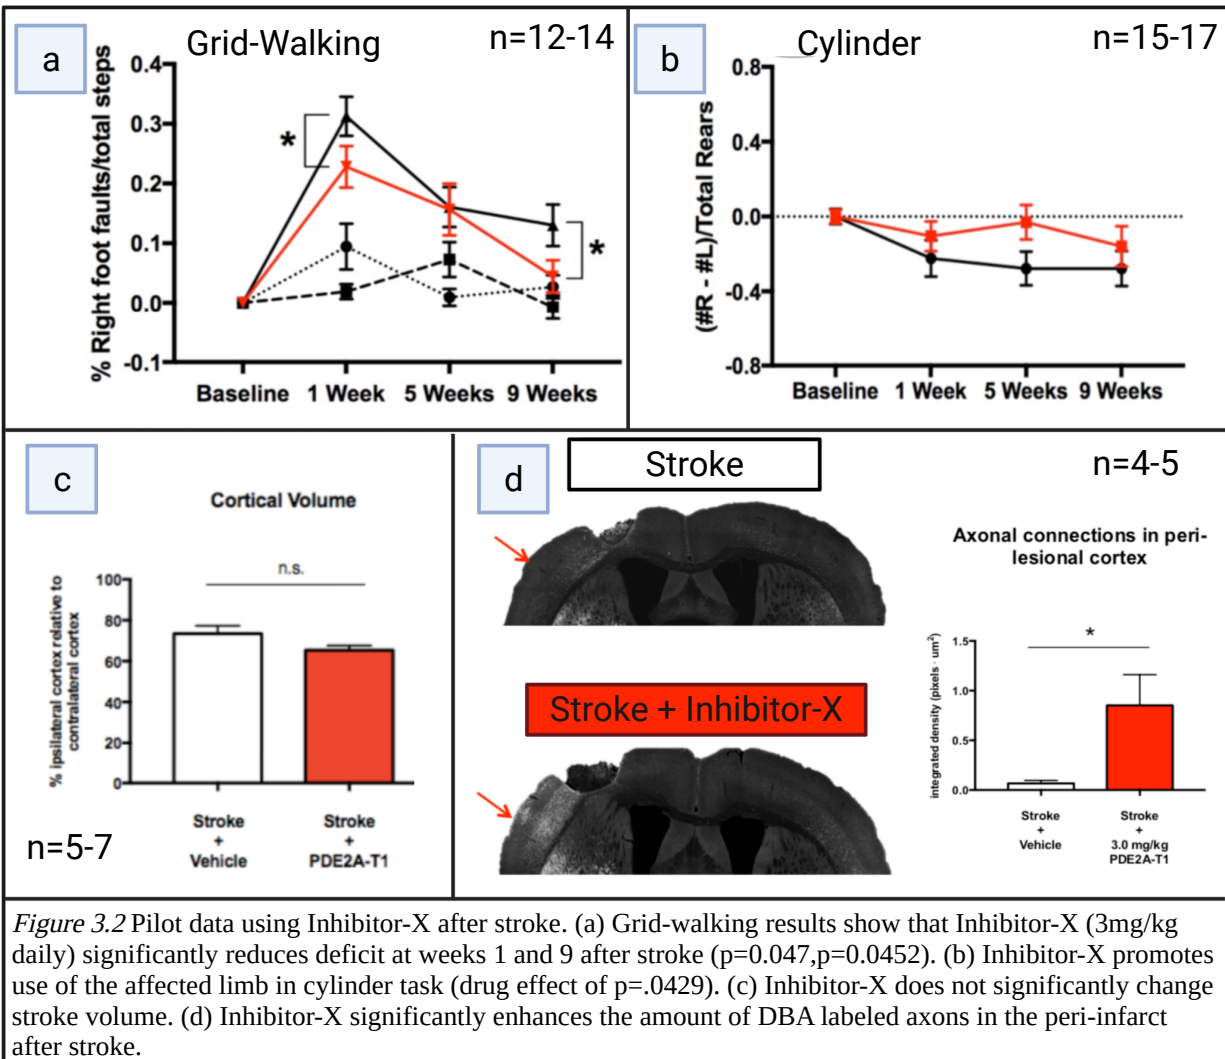 a
Grid-Walking
n=12-14
% Right foot faults/total steps
0.4
0.3
0.2
0.1
0.0
-0.1
*
*
Baseline 1 Week 5 Weeks 9 Weeks
b
Cylinder
n=15-17
(#R - #L)/Total Rears
0.8
0.4
0.0
-0.4
-0.8
Baseline 1 Week 5 Weeks 9 Weeks
c
Cortical Volume
n.s.
% ipsilateral cortex relative to
contralateral cortex
100
80
60
40
20
0
Stroke
+
Vehicle
Stroke
+
PDE2A-T1
n=5-7
d
Stroke
n=4-5
Stroke + Inhibitor-X
Axonal connections in peri-
lesional cortex
integrated density (pixels · um²)
1.5
1.0
0.5
0.0
*
Stroke
+
Vehicle
Stroke
+
3.0 mg/kg
PDE2A-T1
Figure 3.2 Pilot data using Inhibitor-X after stroke. (a) Grid-walking results show that Inhibitor-X (3mg/kg
daily) significantly reduces deficit at weeks 1 and 9 after stroke (p=0.047,p=0.0452). (b) Inhibitor-X promotes
use of the affected limb in cylinder task (drug effect of p=.0429). (c) Inhibitor-X does not significantly change
stroke volume. (d) Inhibitor-X significantly enhances the amount of DBA labeled axons in the peri-infarct
after stroke.